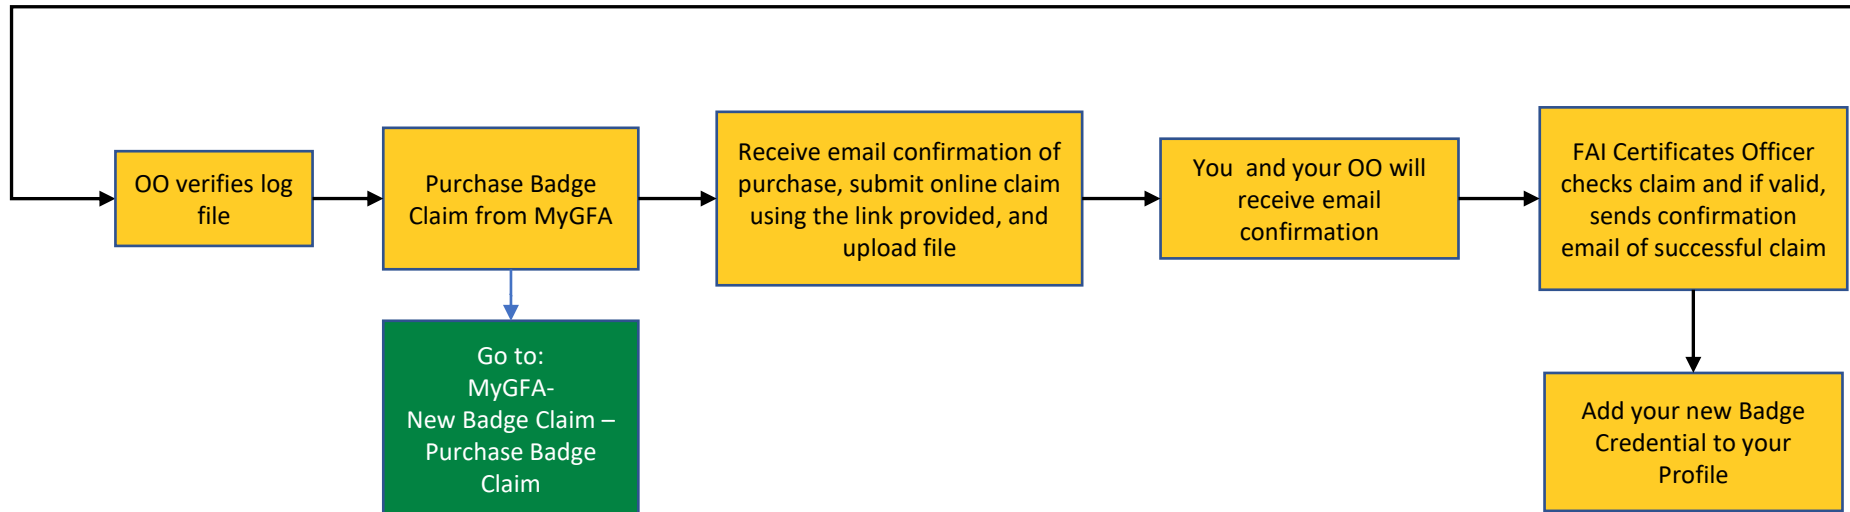 OO verifies log
file
Purchase Badge
Claim from MyGFA
Receive email confirmation of
purchase, submit online claim
using the link provided, and
upload file
You  and your OO will
receive email
confirmation
FAI Certificates Officer
checks claim and if valid,
sends confirmation
email of successful claim
Go to:
MyGFA-
New Badge Claim –
Purchase Badge
Claim
Add your new Badge
Credential to your
Profile